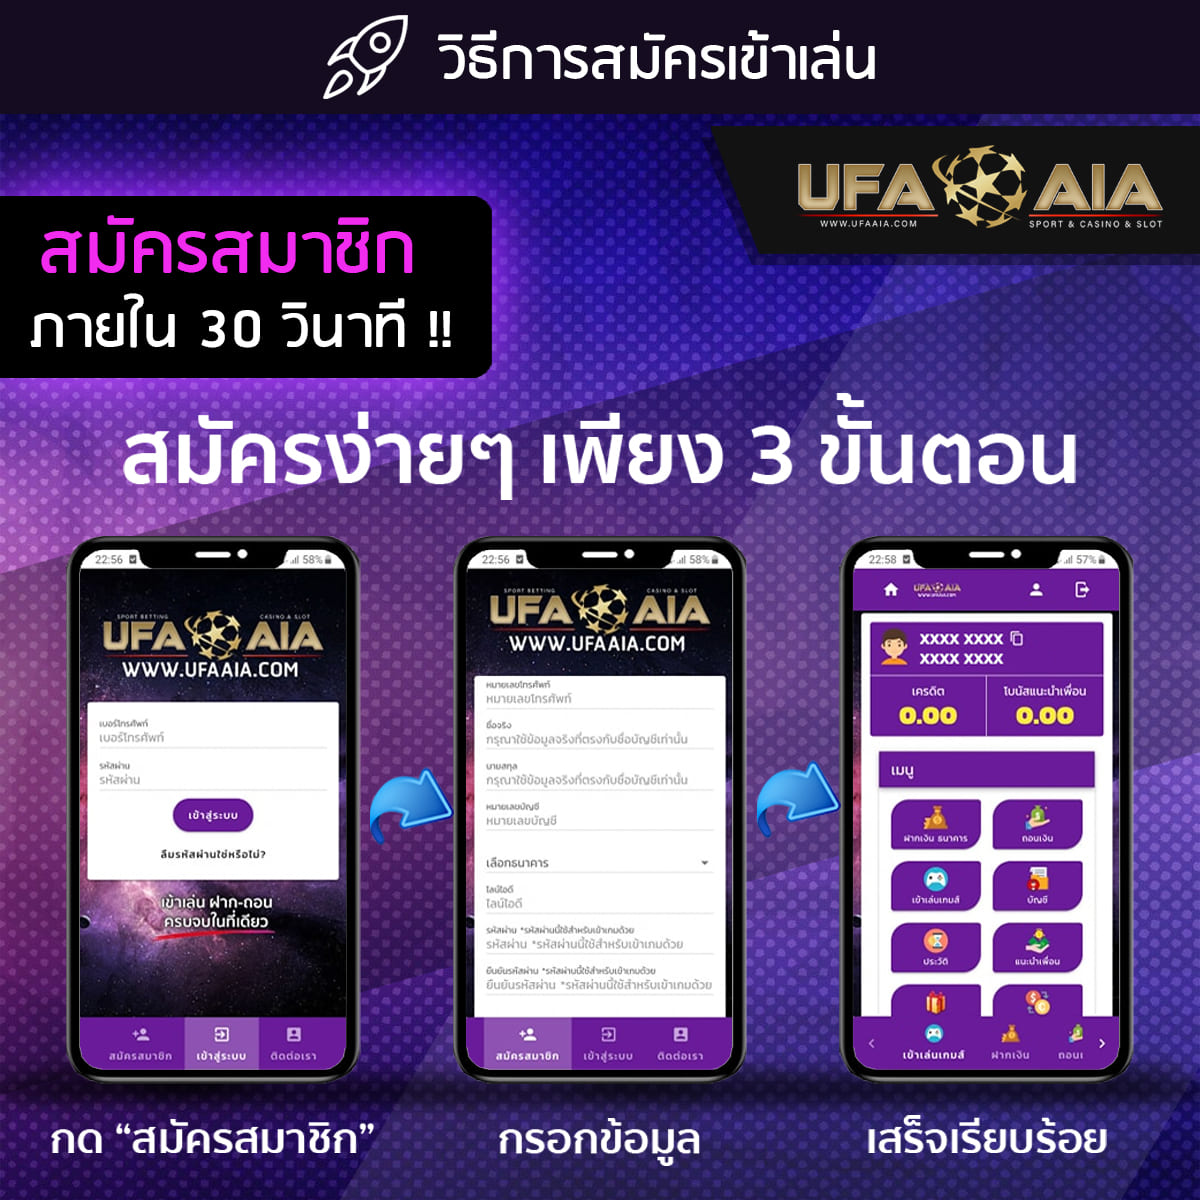 วิธีการสมัครเข้าเล่น
UFA AIA
WWW.UFAAIA.COM
SPORT & CASINO & SLOT
สมัครสมาชิก
ภายใน 30 วินาที !!
สมัครง่ายๆ เพียง 3 ขั้นตอน
22:56
58%
SPORT BETTING
CASINO & SLOT
UFA AIA
WWW.UFAAIA.COM
เบอร์โทรศัพท์
เบอร์โทรศัพท์
รหัสผ่าน
รหัสผ่าน
เข้าสู่ระบบ
ลืมรหัสผ่านใช่หรือไม่?
เข้าเล่น ฝาก-ถอน
ครบจบในที่เดียว
สมัครสมาชิก
เข้าสู่ระบบ
ติดต่อเรา
กด “สมัครสมาชิก”
22:56
58%
SPORT BETTING
CASINO & SLOT
UFA AIA
WWW.UFAAIA.COM
หมายเลขโทรศัพท์
หมายเลขโทรศัพท์
ชื่อจริง
กรุณาใช้ข้อมูลจริงที่ตรงกับชื่อบัญชีเท่านั้น
นามสกุล
กรุณาใช้ข้อมูลจริงที่ตรงกับชื่อบัญชีเท่านั้น
หมายเลขบัญชี
หมายเลขบัญชี
เลือกธนาคาร
ไลน์ไอดี
ไลน์ไอดี
รหัสผ่าน *รหัสผ่านนี้ใช้สำหรับเข้าเกมด้วย
รหัสผ่าน *รหัสผ่านนี้ใช้สำหรับเข้าเกมด้วย
ยืนยันรหัสผ่าน *รหัสผ่านนี้ใช้สำหรับเข้าเกมด้วย
ยืนยันรหัสผ่าน *รหัสผ่านนี้ใช้สำหรับเข้าเกมด้วย
สมัครสมาชิก
เข้าสู่ระบบ
ติดต่อเรา
กรอกข้อมูล
22:58
57%
UFA AIA
WWW.UFAAIA.COM
XXXX XXXX
XXXX XXXX
เครดิต
โบนัสแนะนำเพื่อน
0.00
0.00
เมนู
ฝากเงิน ธนาคาร
ถอนเงิน
เข้าเล่นเกมส์
บัญชี
ประวัติ
แนะนำเพื่อน
เข้าเล่นเกมส์
ฝากเงิน
ถอนเ
เสร็จเรียบร้อย